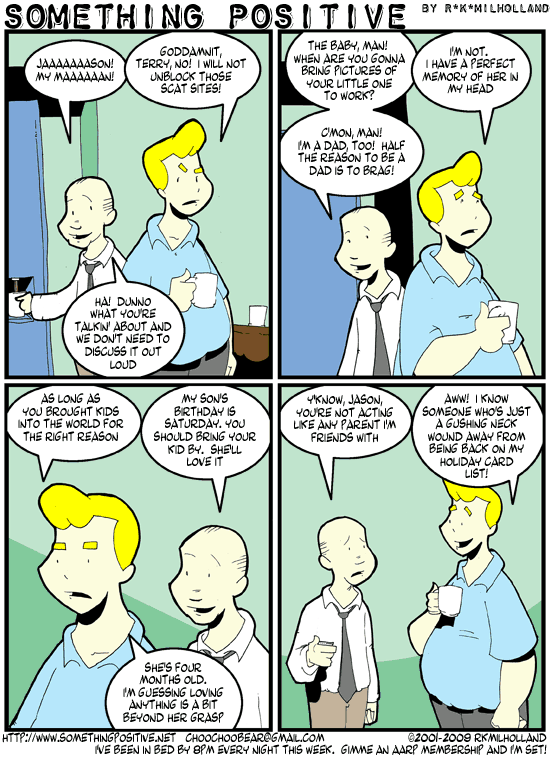 SOMETHING POSITIVE
BY R*K*MILHOLLAND
JAAAAAAASON!
MY MAAAAAAN!
GODDAMNIT,
TERRY, NO! I WILL NOT
UNBLOCK THOSE
SCAT SITES!
HA! DUNNO
WHAT YOU'RE
TALKIN' ABOUT AND
WE DON'T NEED TO
DISCUSS IT OUT
LOUD
THE BABY, MAN!
WHEN ARE YOU GONNA
BRING PICTURES OF
YOUR LITTLE ONE
TO WORK?
I'M NOT.
I HAVE A PERFECT
MEMORY OF HER IN
MY HEAD
C'MON, MAN!
I'M A DAD, TOO! HALF
THE REASON TO BE A
DAD IS TO BRAG!
AS LONG AS
YOU BROUGHT KIDS
INTO THE WORLD FOR
THE RIGHT REASON
MY SON'S
BIRTHDAY IS
SATURDAY. YOU
SHOULD BRING YOUR
KID BY. SHE'LL
LOVE IT
SHE'S FOUR
MONTHS OLD.
I'M GUESSING LOVING
ANYTHING IS A BIT
BEYOND HER GRASP
Y'KNOW, JASON,
YOU'RE NOT ACTING
LIKE ANY PARENT I'M
FRIENDS WITH
AWW! I KNOW
SOMEONE WHO'S JUST
A GUSHING NECK
WOUND AWAY FROM
BEING BACK ON MY
HOLIDAY CARD
LIST!
HTTP://WWW.SOMETHINGPOSITIVE.NET CHOOCHOOBEAR@GMAIL.COM ©2001-2009 RKMILHOLLAND
I'VE BEEN IN BED BY 8PM EVERY NIGHT THIS WEEK. GIMME AN AARP MEMBERSHIP AND I'M SET!